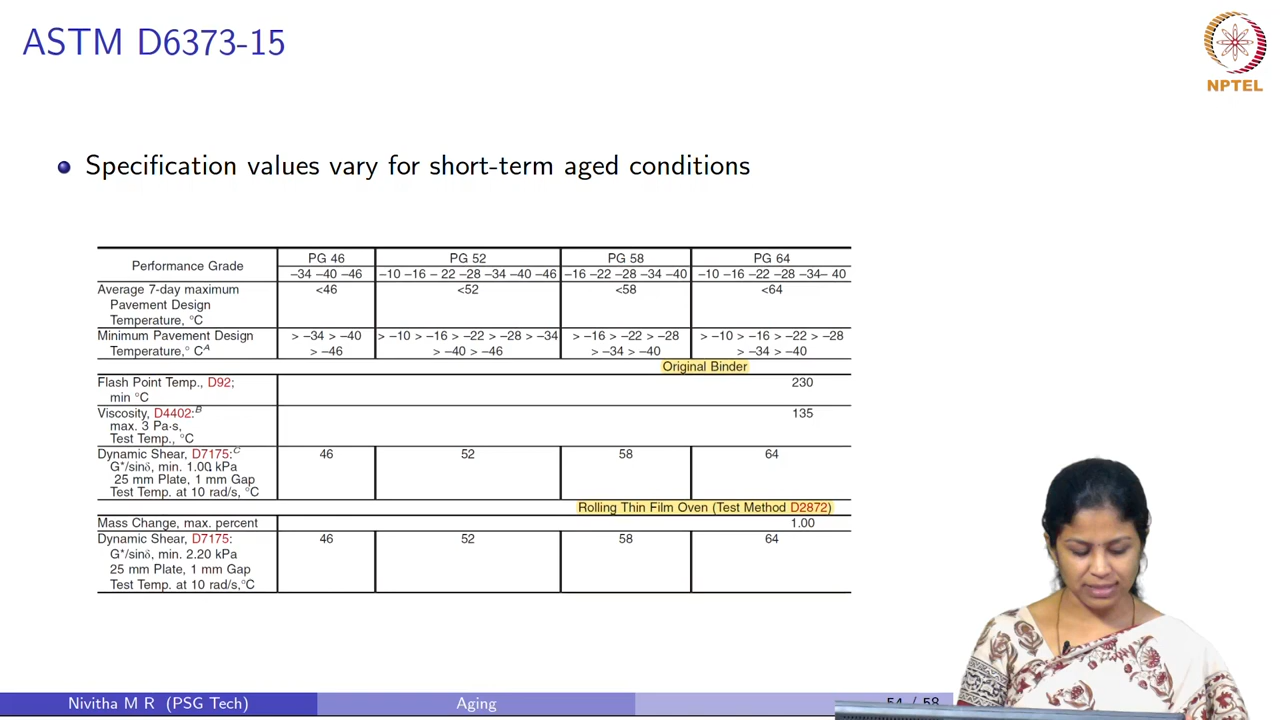 ASTM D6373-15
NPTEL
Specification values vary for short-term aged conditions
Performance Grade
PG 46 PG 52 PG 58 PG 64
–34 –40 –46 –10 –16 – 22 –28 –34 –40 –46 –16 –22 –28 –34 –40 –10 –16 –22 –28 –34– 40
Average 7-day maximum <46 <52 <58 <64
Pavement Design
Temperature, °C
Minimum Pavement Design > –34 > –40 > –10 > –16 > –22 > –28 > –34 > –16 > –22 > –28 > –10 > –16 > –22 > –28
Temperature,° C^A > –46 > –40 > –46 > –34 > –40 > –34 > –40
Original Binder
Flash Point Temp., D92; 230
min °C
Viscosity, D4402:^B 135
max. 3 Pa·s,
Test Temp., °C
Dynamic Shear, D7175:^C 46 52 58 64
G*/sinδ, min. 1.00 kPa
25 mm Plate, 1 mm Gap
Test Temp. at 10 rad/s, °C
Rolling Thin Film Oven (Test Method D2872)
Mass Change, max. percent 1.00
Dynamic Shear, D7175: 46 52 58 64
G*/sinδ, min. 2.20 kPa
25 mm Plate, 1 mm Gap
Test Temp. at 10 rad/s,°C
Nivitha M R (PSG Tech) Aging 54 / 58